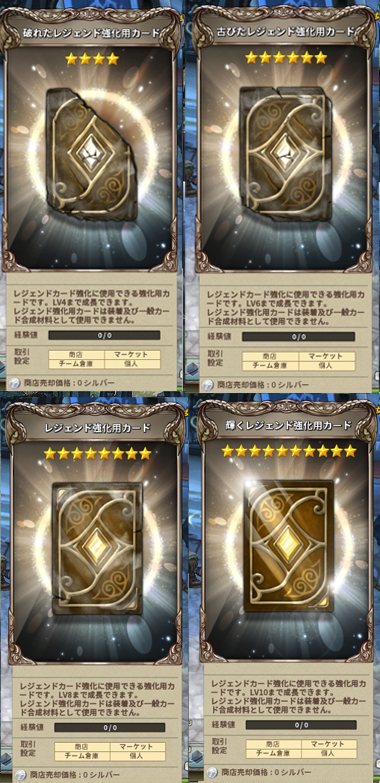 破れたレジェンド強化用カード
レジェンドカード強化に使用できる強化用カ
ードです。LV4まで成長できます。
レジェンド強化用カードは装着及び一般カー
ド合成材料として使用できません。
経験値
0/0
取引
設定
商店 マーケット
チーム倉庫 個人
商店売却価格：0シルバー
古びたレジェンド強化用カード
レジェンドカード強化に使用できる強化用カ
ードです。LV6まで成長できます。
レジェンド強化用カードは装着及び一般カー
ド合成材料として使用できません。
経験値
0/0
取引
設定
商店 マーケット
チーム倉庫 個人
商店売却価格：0シルバー
レジェンド強化用カード
レジェンドカード強化に使用できる強化用カ
ードです。LV8まで成長できます。
レジェンド強化用カードは装着及び一般カー
ド合成材料として使用できません。
経験値
0/0
取引
設定
商店 マーケット
チーム倉庫 個人
商店売却価格：0シルバー
輝くレジェンド強化用カード
レジェンドカード強化に使用できる強化用カ
ードです。LV10まで成長できます。
レジェンド強化用カードは装着及び一般カー
ド合成材料として使用できません。
経験値
0/0
取引
設定
商店 マーケット
チーム倉庫 個人
商店売却価格：0シルバー